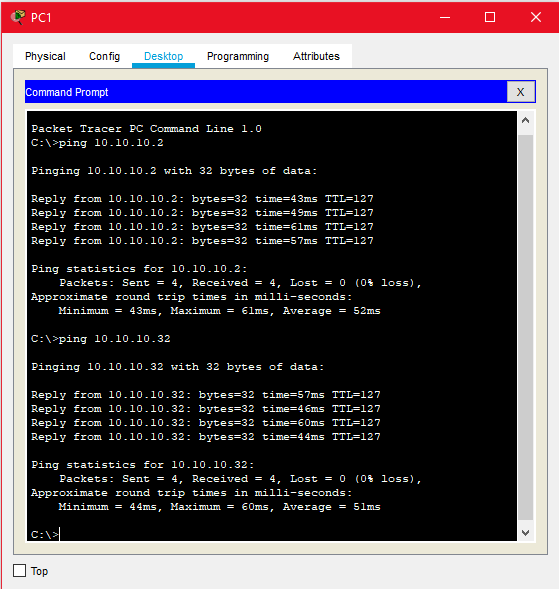 PC1
Physical Config Desktop Programming Attributes
Command Prompt X
Packet Tracer PC Command Line 1.0
C:\>ping 10.10.10.2
Pinging 10.10.10.2 with 32 bytes of data:
Reply from 10.10.10.2: bytes=32 time=43ms TTL=127
Reply from 10.10.10.2: bytes=32 time=49ms TTL=127
Reply from 10.10.10.2: bytes=32 time=61ms TTL=127
Reply from 10.10.10.2: bytes=32 time=57ms TTL=127
Ping statistics for 10.10.10.2:
Packets: Sent = 4, Received = 4, Lost = 0 (0% loss),
Approximate round trip times in milli-seconds:
Minimum = 43ms, Maximum = 61ms, Average = 52ms
C:\>ping 10.10.10.32
Pinging 10.10.10.32 with 32 bytes of data:
Reply from 10.10.10.32: bytes=32 time=57ms TTL=127
Reply from 10.10.10.32: bytes=32 time=46ms TTL=127
Reply from 10.10.10.32: bytes=32 time=60ms TTL=127
Reply from 10.10.10.32: bytes=32 time=44ms TTL=127
Ping statistics for 10.10.10.32:
Packets: Sent = 4, Received = 4, Lost = 0 (0% loss),
Approximate round trip times in milli-seconds:
Minimum = 44ms, Maximum = 60ms, Average = 51ms
C:\>
Top